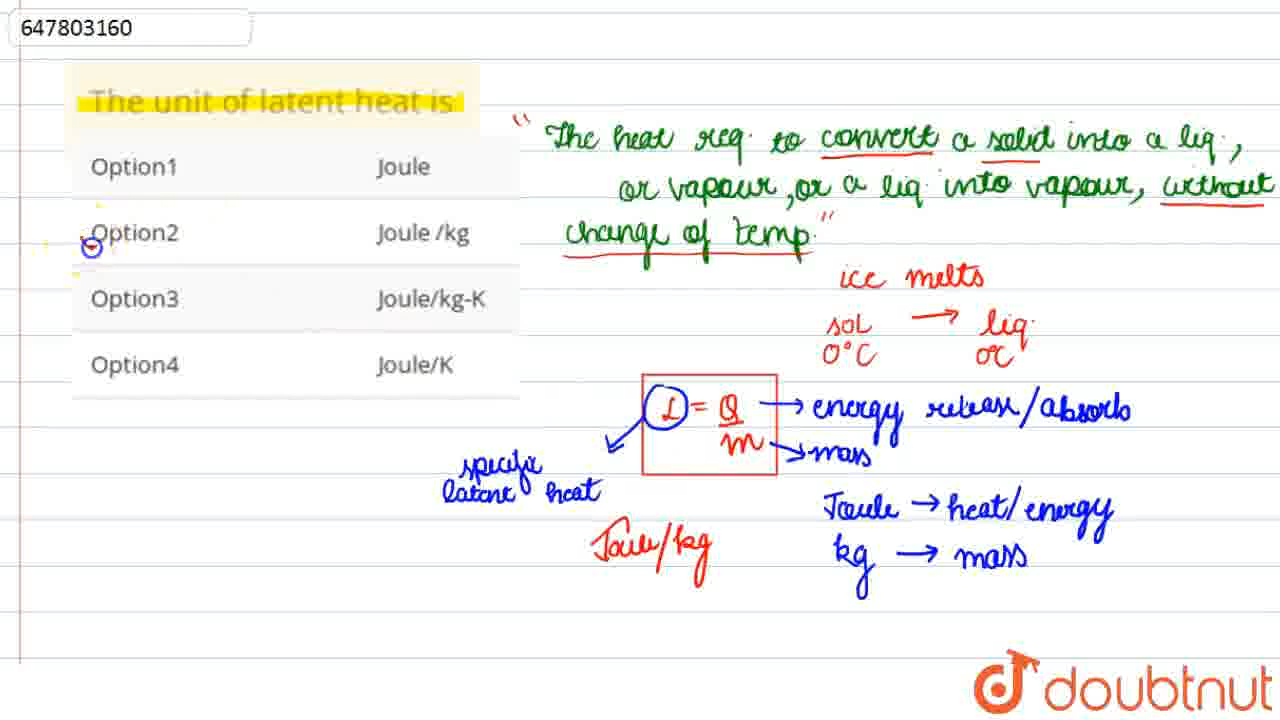 647803160
The unit of latent heat is
Option1 Joule
Option2 Joule /kg
Option3 Joule/kg-K
Option4 Joule/K
" The heat req. to convert a solid into a liq.,
or vapour, or a liq. into vapour, without
change of temp."
ice melts
sol → liq.
0°C 0°C
L = Q/m
→ energy release/absorb
→ mass
specific
latent heat
Joule → heat/energy
Joule/kg
kg → mass
doubtnut